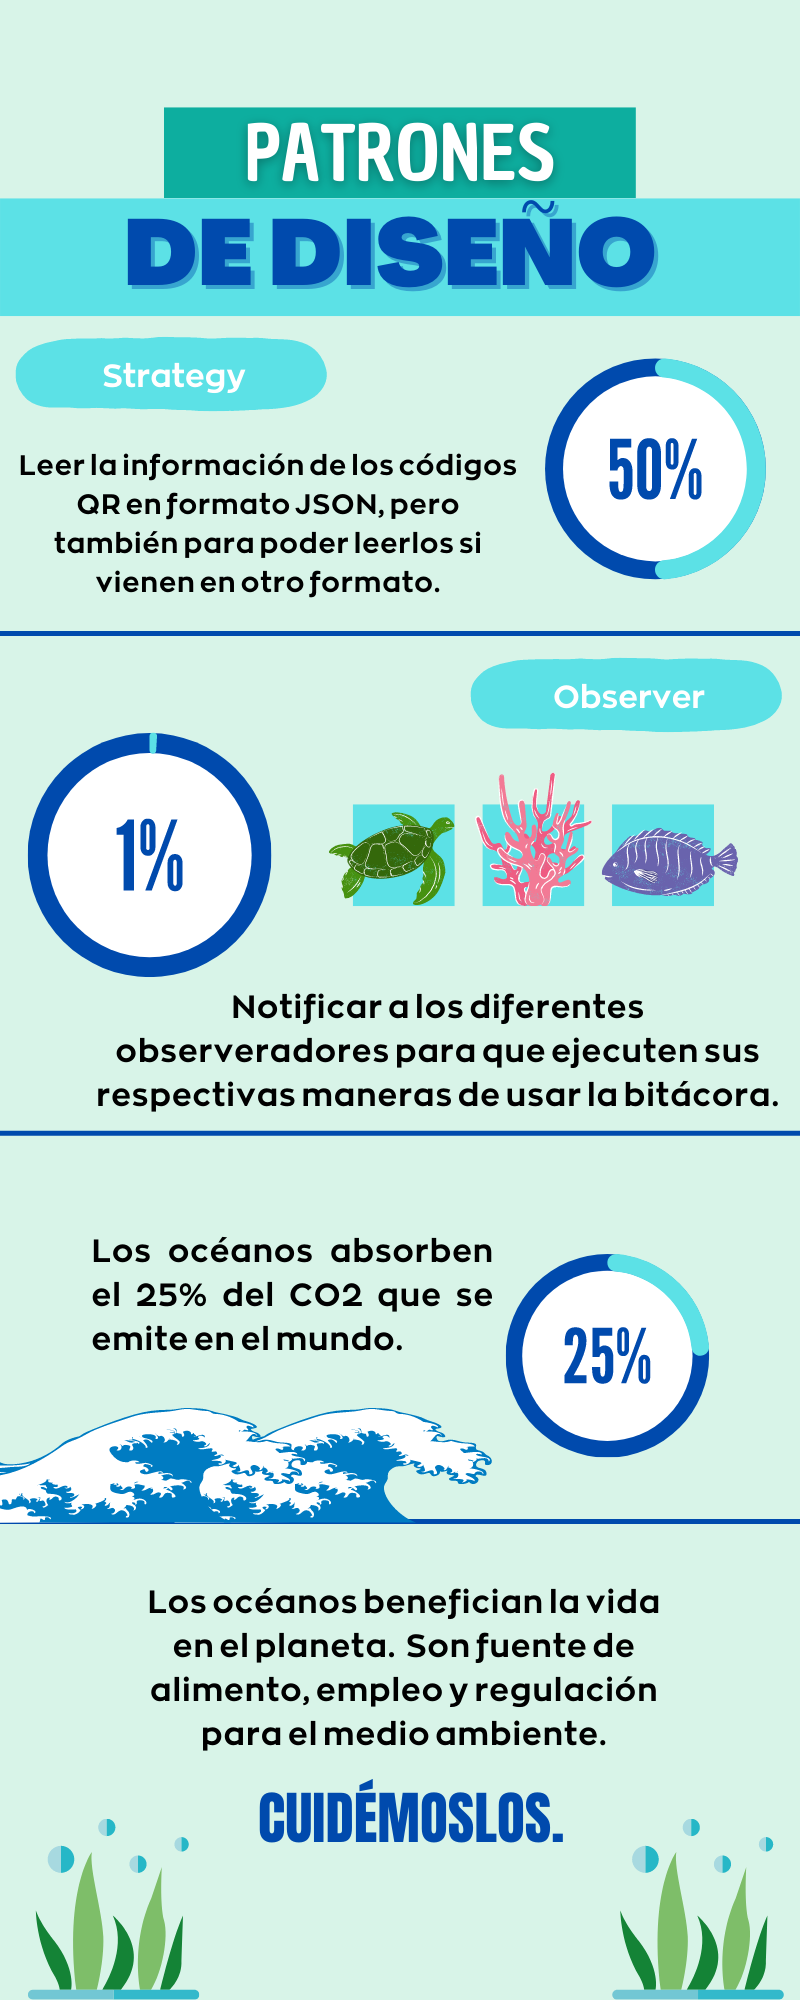 PATRONES
DE DISEÑO
Strategy
Leer la información de los códigos
QR en formato JSON, pero
también para poder leerlos si
vienen en otro formato.
50%
Observer
1%
Notificar a los diferentes
observeradores para que ejecuten sus
respectivas maneras de usar la bitácora.
Los océanos absorben
el 25% del CO2 que se
emite en el mundo.
25%
Los océanos benefician la vida
en el planeta. Son fuente de
alimento, empleo y regulación
para el medio ambiente.
CUIDÉMOSLOS.